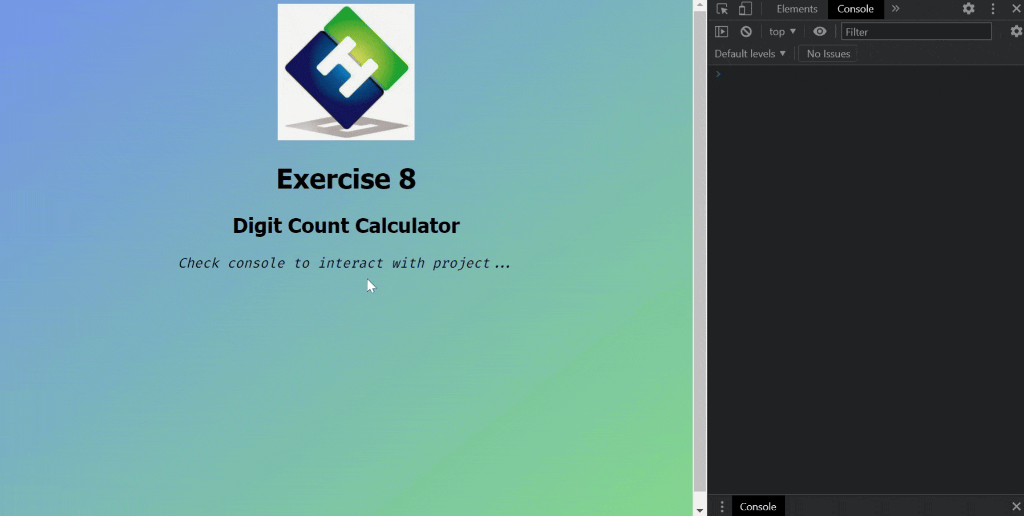 H
Exercise 8
Digit Count Calculator
Check console to interact with project...
Elements Console
top Filter
Default levels No Issues
Console